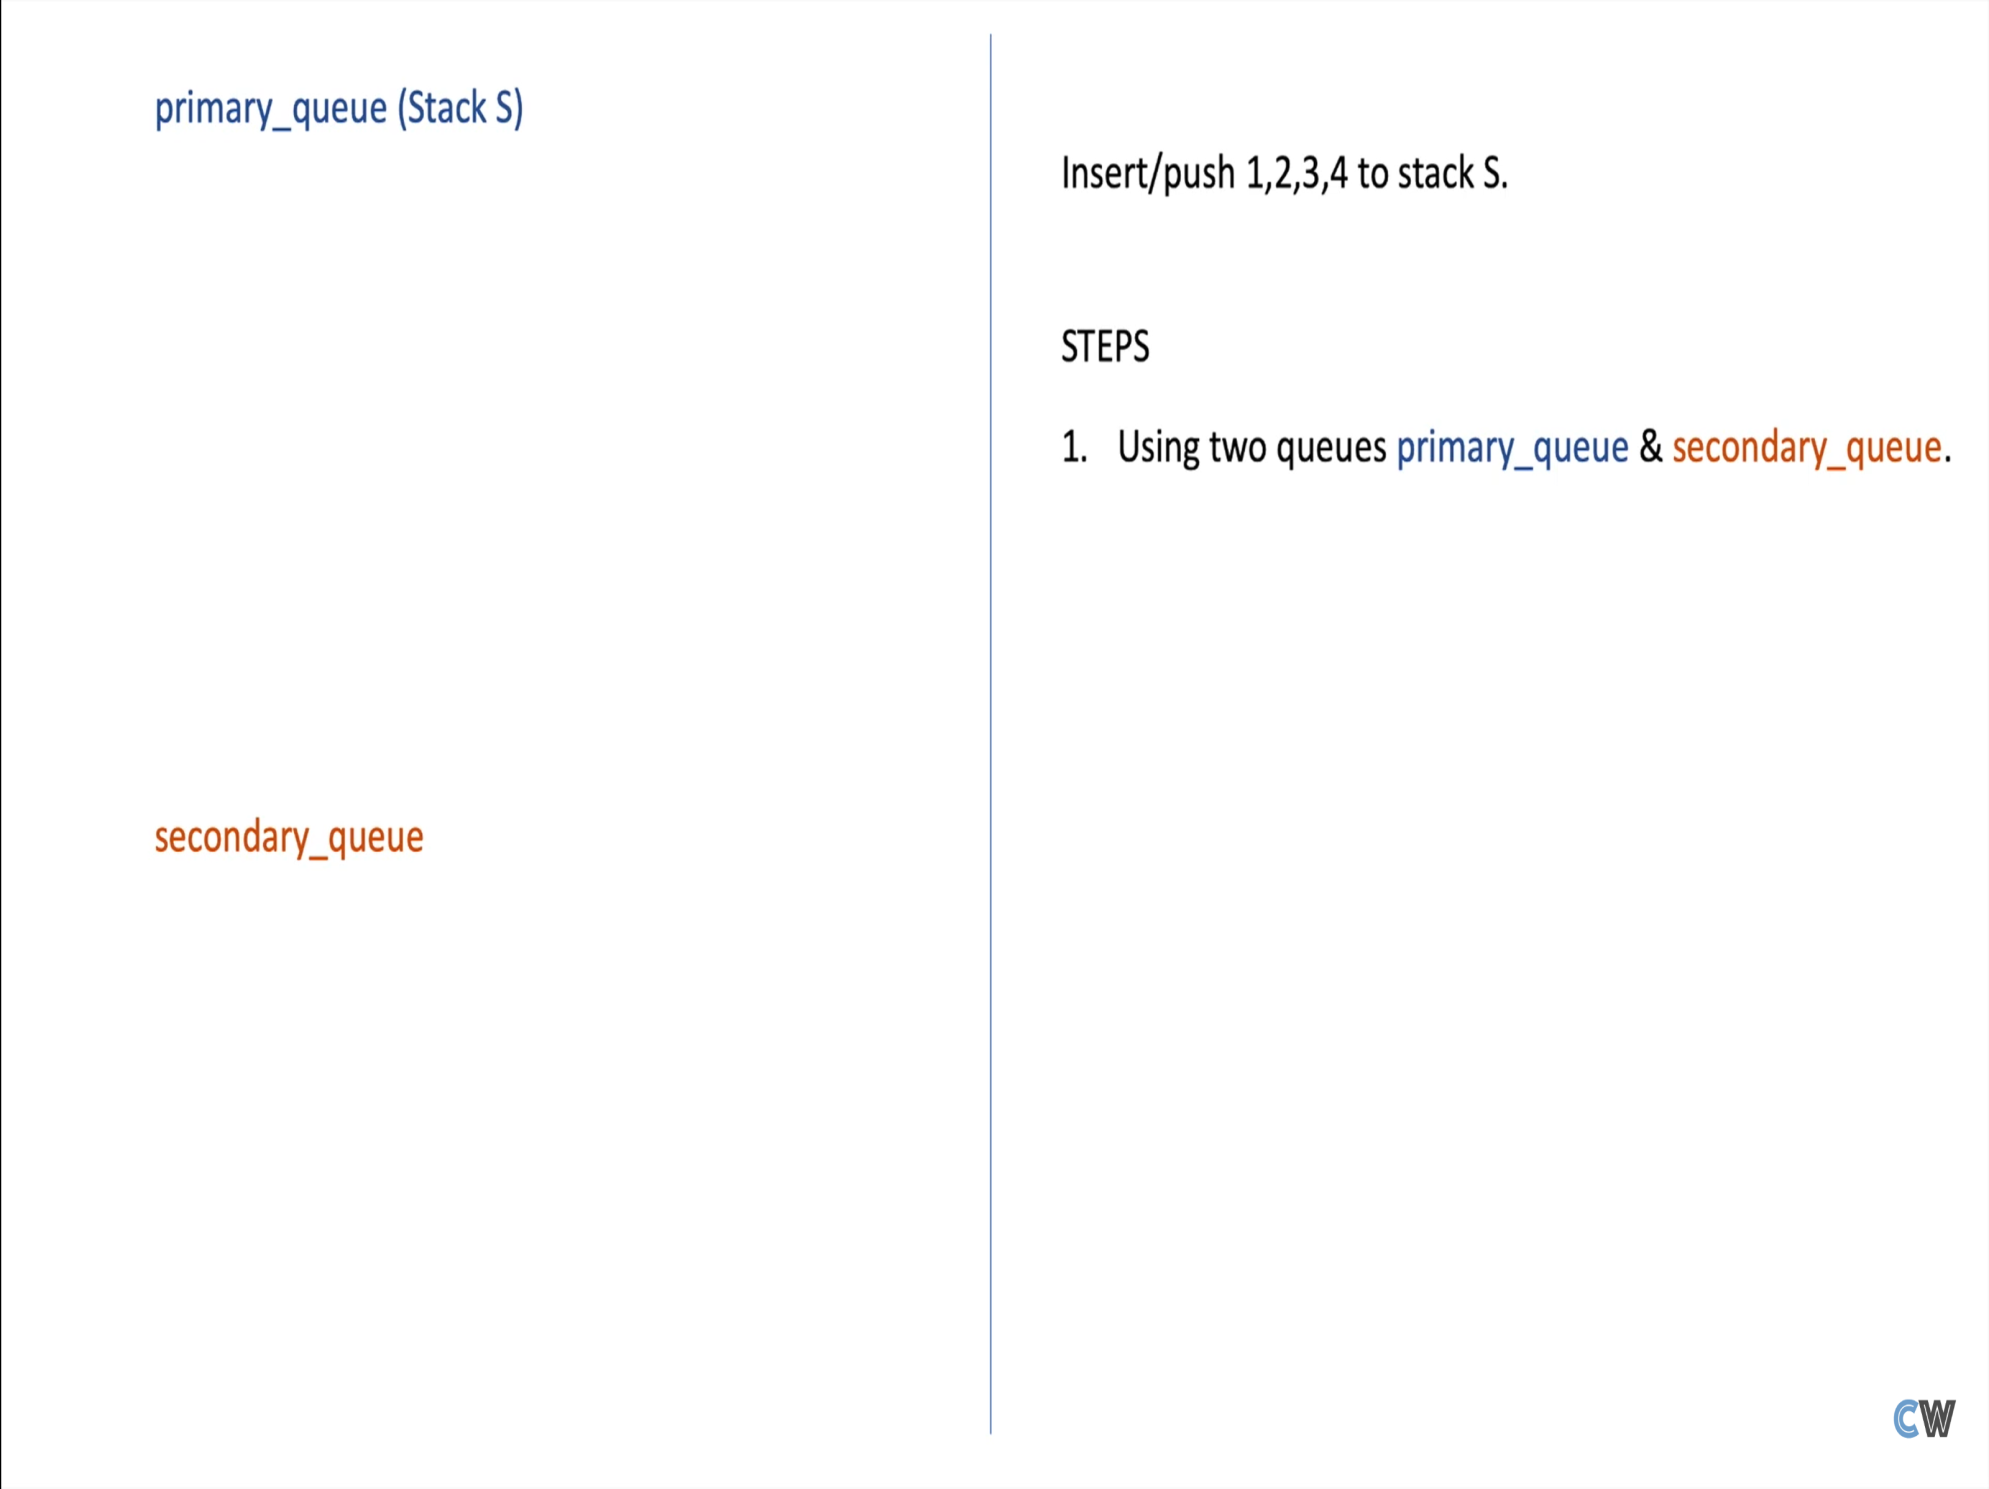 primary_queue (Stack S)
secondary_queue
Insert/push 1,2,3,4 to stack S.
STEPS
1. Using two queues primary_queue & secondary_queue.
CW